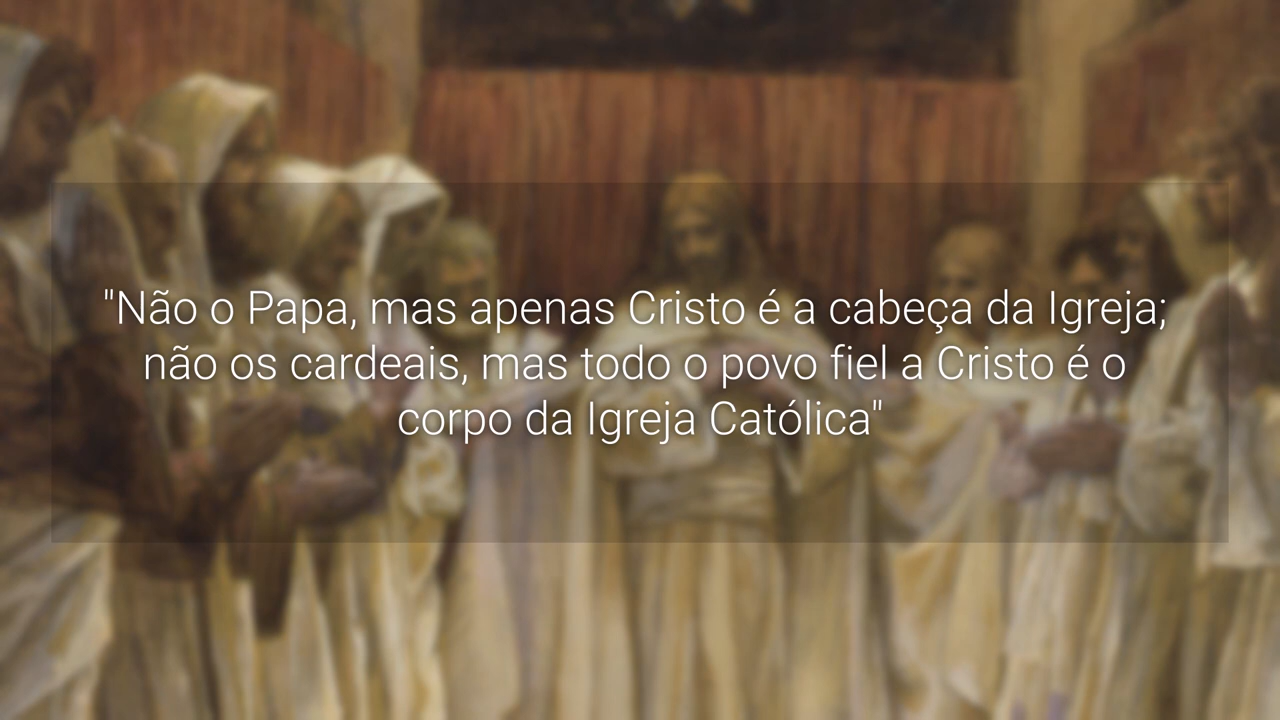 "Não o Papa, mas apenas Cristo é a cabeça da Igreja;
não os cardeais, mas todo o povo fiel a Cristo é o
corpo da Igreja Católica"